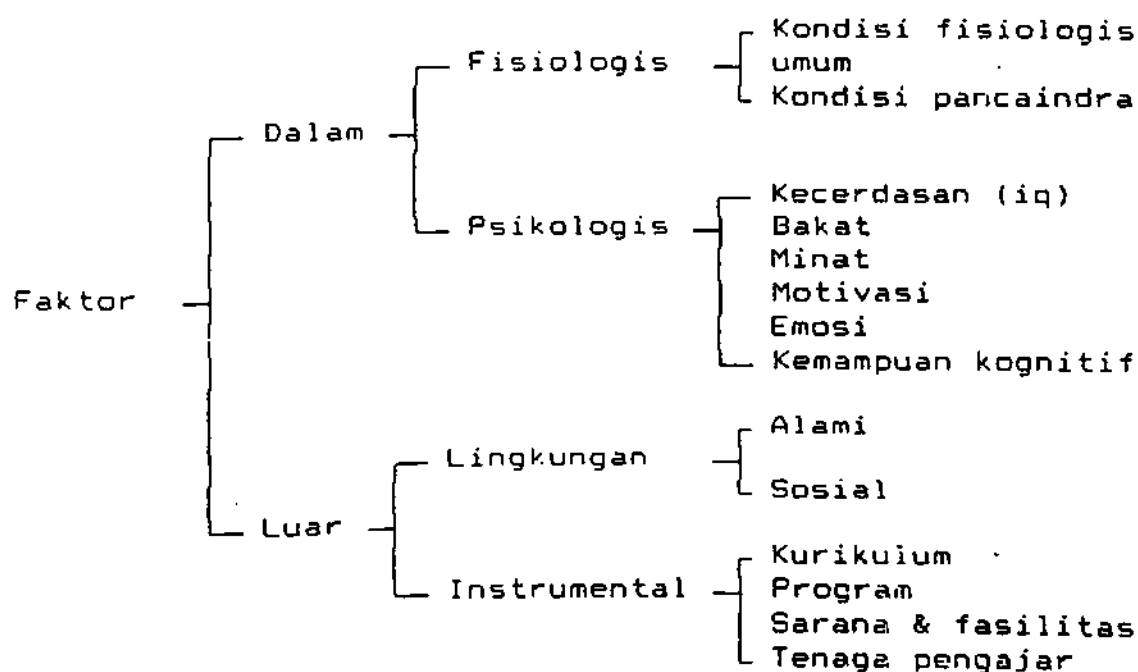 Kondisi fisiologis
Fisiologis umum
Kondisi pancaindra
Dalam
Kecerdasan (iq)
Psikologis Bakat
Minat
Motivasi
Faktor
Emosi
Kemampuan kognitif
Alami
Lingkungan
Sosial
Luar
Kurikulum
Instrumental Program
Sarana & fasilitas
Tenaga pengajar